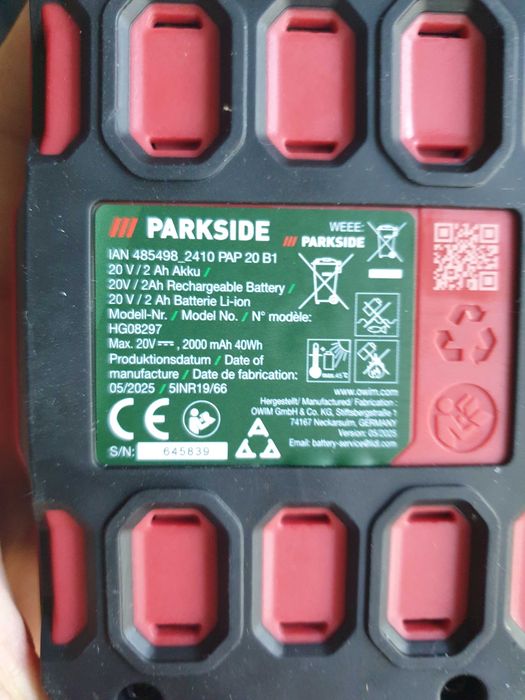 PARKSIDE
WEEE:
PARKSIDE
IAN 485498_2410 PAP 20 B1
20 V / 2 Ah Akku /
20V / 2Ah Rechargeable Battery /
20 V / 2 Ah Batterie Li-ion
Modell-Nr. / Model No. / N° modèle:
HG08297
Max. 20V ⎓ , 2000 mAh 40Wh
Produktionsdatum / Date of
manufacture / Date de fabrication:
05/2025 / 5INR19/66
www.owim.com
Hergestellt/ Manufactured/ Fabrication
OWIM GmbH & Co. KG, Stiftsbergstraße 1
74167 Neckarsulm, GERMANY
Version: 05/2025
Email: battery-service@lidl.com
CE
S/N: 645839